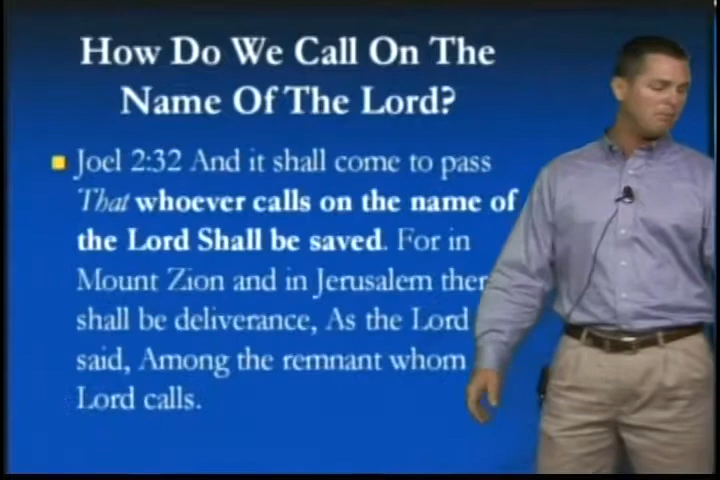 How Do We Call On The
Name Of The Lord?
Joel 2:32 And it shall come to pass
That whoever calls on the name of
the Lord Shall be saved. For in
Mount Zion and in Jerusalem ther
shall be deliverance, As the Lord
said, Among the remnant whom
Lord calls.